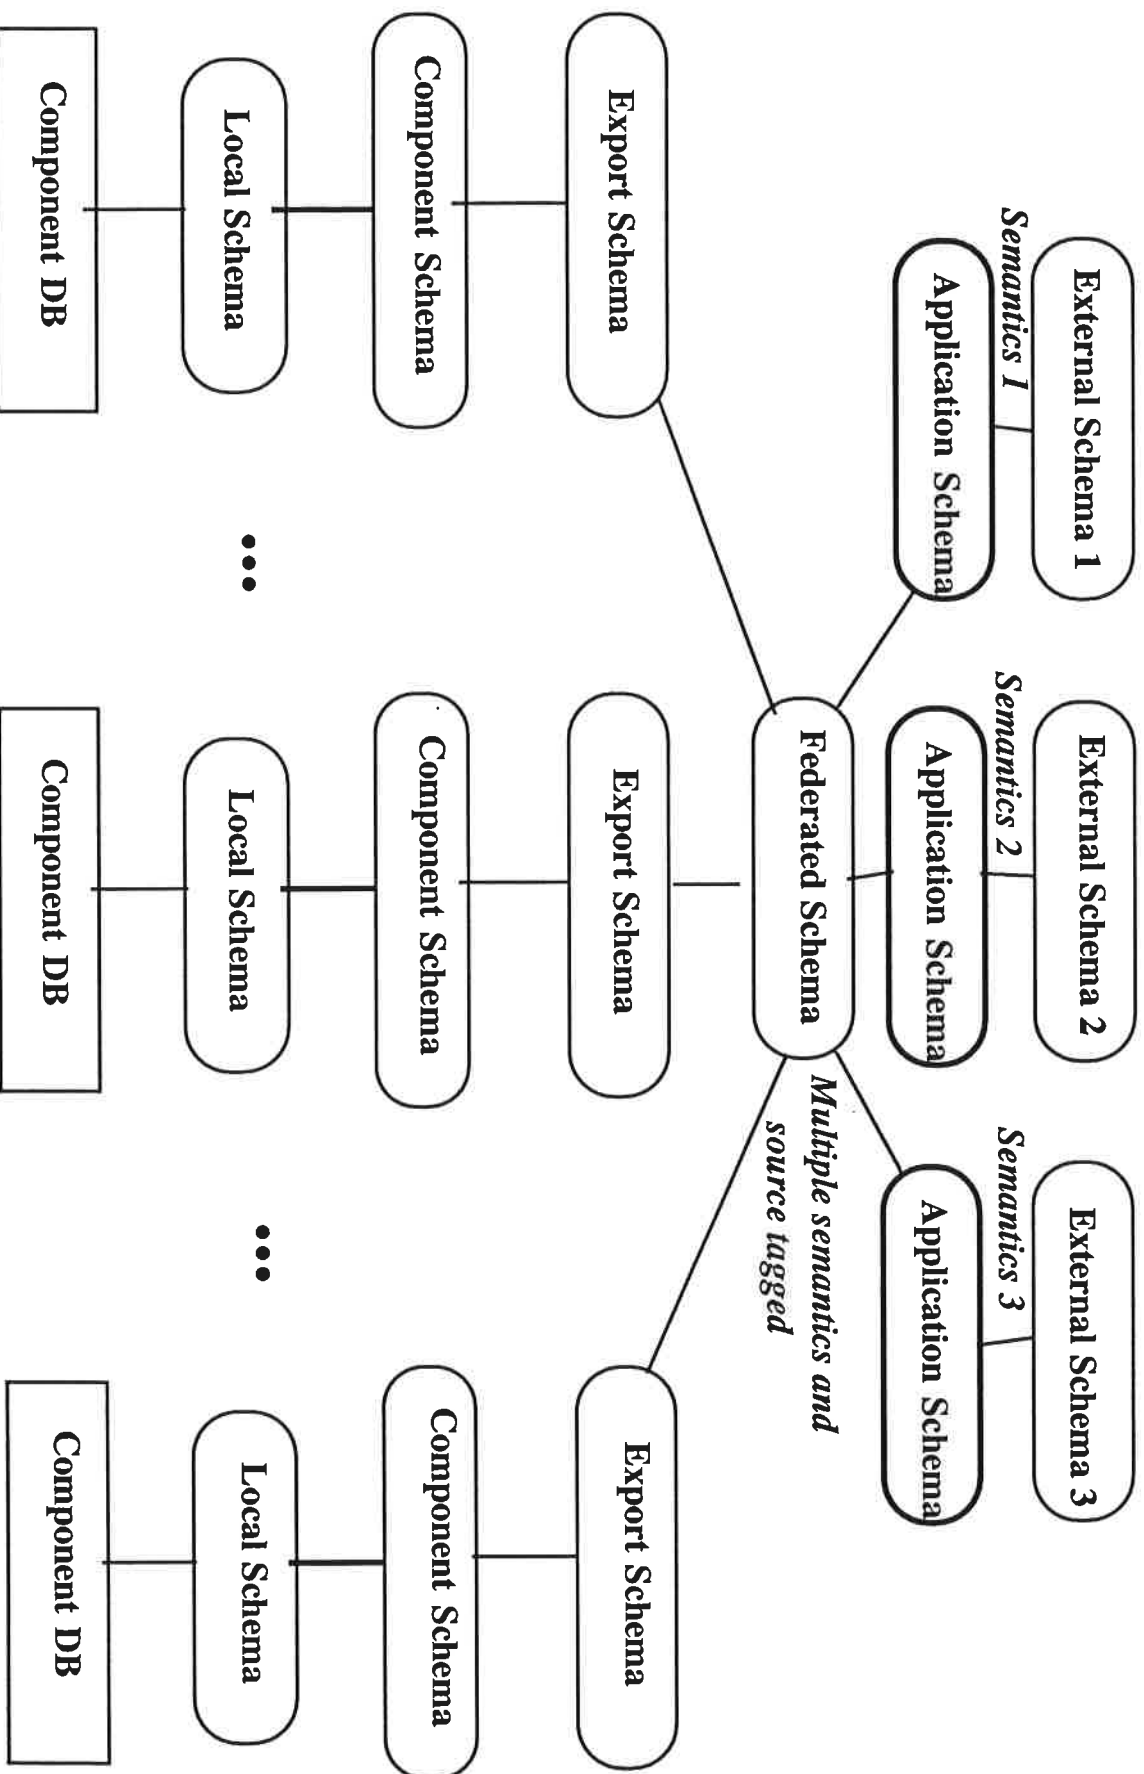 External Schema 1
External Schema 2
External Schema 3
Semantics 1
Semantics 2
Semantics 3
Application Schema
Application Schema
Application Schema
Federated Schema
Multiple semantics and
source tagged
Export Schema
Export Schema
Export Schema
Component Schema
Component Schema
Component Schema
Local Schema
•••
Local Schema
•••
Local Schema
Component DB
Component DB
Component DB